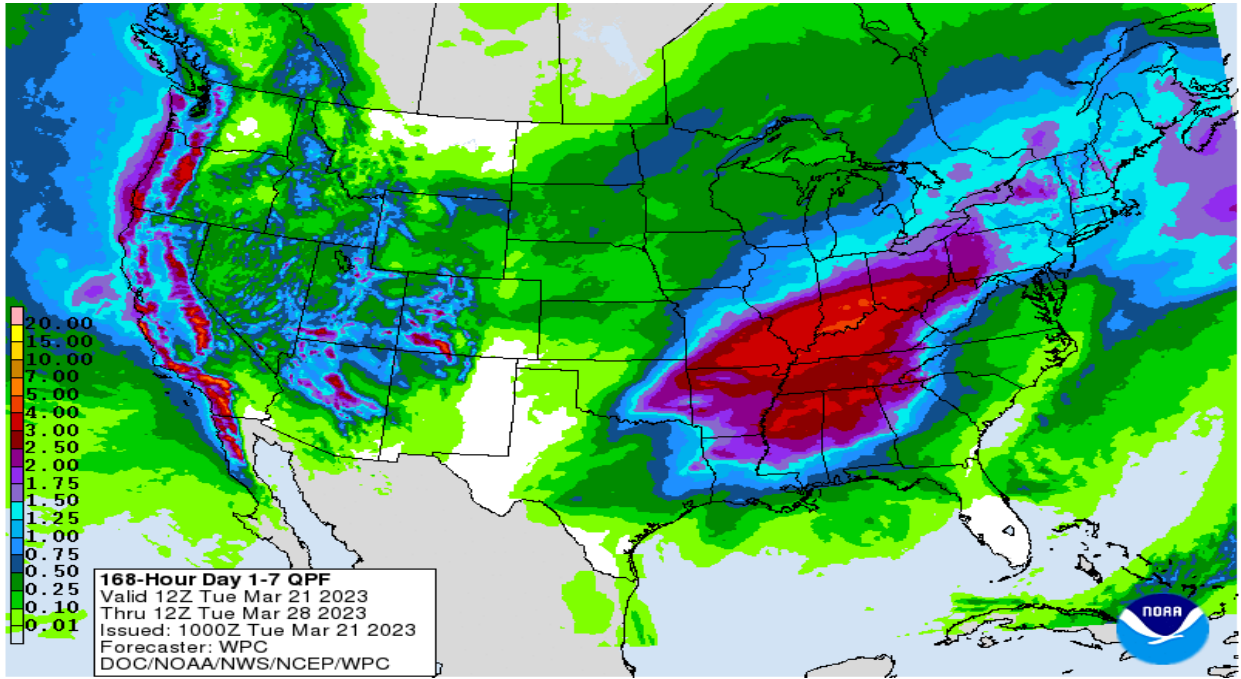 20.00
15.00
10.00
7.00
5.00
4.00
3.00
2.50
2.00
1.75
1.50
1.25
1.00
0.75
0.50
0.25
0.10
0.01
168-Hour Day 1-7 QPF
Valid 12Z Tue Mar 21 2023
Thru 12Z Tue Mar 28 2023
Issued: 1000Z Tue Mar 21 2023
Forecaster: WPC
DOC/NOAA/NWS/NCEP/WPC
NOAA